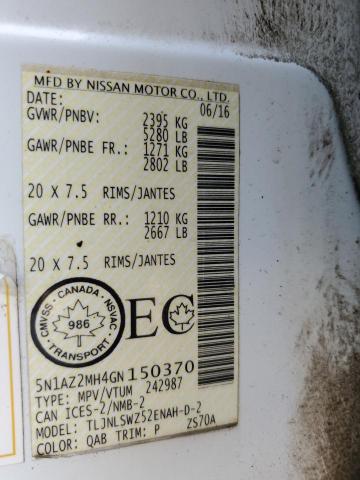 MFD BY NISSAN MOTOR CO., LTD.
DATE: 06/16
GVWR/PNBV: 2395 KG
5280 LB
GAWR/PNBE FR.: 1271 KG
2802 LB
20 X 7.5 RIMS/JANTES
GAWR/PNBE RR.: 1210 KG
2667 LB
20 X 7.5 RIMS/JANTES
CANADA
CMVSS NSVAC
986
TRANSPORT
EC
5N1AZ2MH4GN150370
TYPE: MPV/VTUM 242987
CAN ICES-2/NMB-2
MODEL: TLJNLSWZ52ENAH-D-2
COLOR: QAB TRIM: P ZS70A